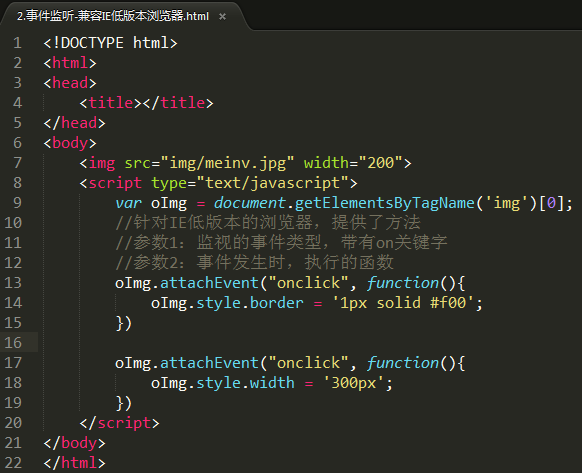 2.事件监听-兼容IE低版本浏览器.html ×
1 <!DOCTYPE html>
2 <html>
3 <head>
4     <title></title>
5 </head>
6 <body>
7     <img src="img/meinv.jpg" width="200">
8     <script type="text/javascript">
9         var oImg = document.getElementsByTagName('img')[0];
10         //针对IE低版本的浏览器，提供了方法
11         //参数1：监视的事件类型，带有on关键字
12         //参数2：事件发生时，执行的函数
13         oImg.attachEvent("onclick", function(){
14             oImg.style.border = '1px solid #f00';
15         })
16
17         oImg.attachEvent("onclick", function(){
18             oImg.style.width = '300px';
19         })
20     </script>
21 </body>
22 </html>